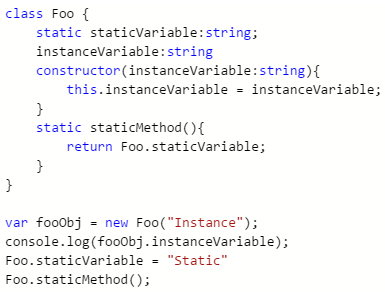 class Foo {
    static staticVariable:string;
    instanceVariable:string
    constructor(instanceVariable:string){
        this.instanceVariable = instanceVariable;
    }
    static staticMethod(){
        return Foo.staticVariable;
    }
}

var fooObj = new Foo("Instance");
console.log(fooObj.instanceVariable);
Foo.staticVariable = "Static"
Foo.staticMethod();